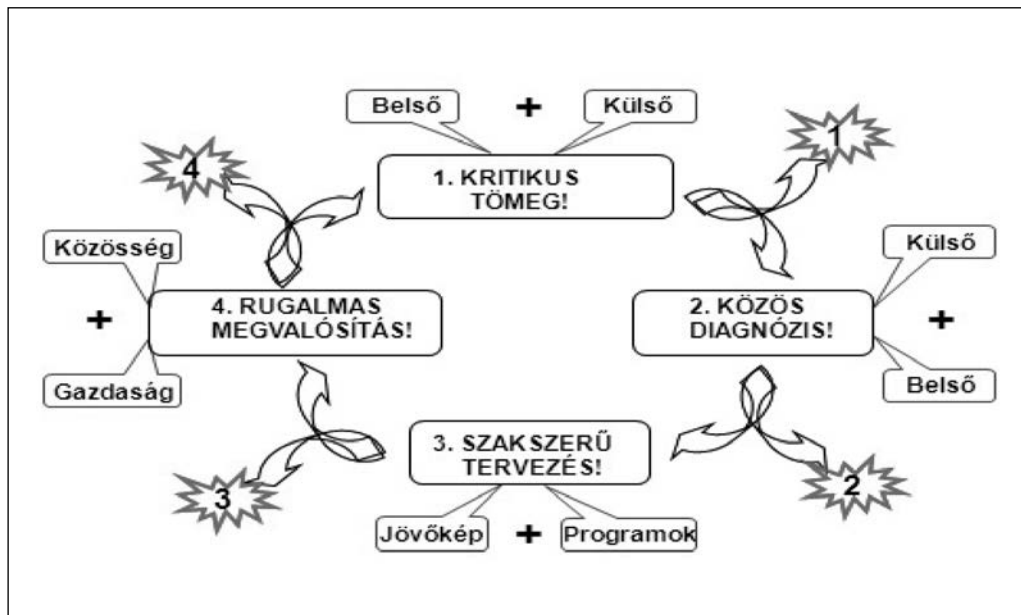 Belső + Külső
1
4
1. KRITIKUS
TÖMEG!
Közösség
Külső
+
4. RUGALMAS
MEGVALÓSÍTÁS!
2. KÖZÖS
DIAGNÓZIS!
+
Gazdaság
Belső
3. SZAKSZERŰ
TERVEZÉS!
3
2
Jövőkép + Programok